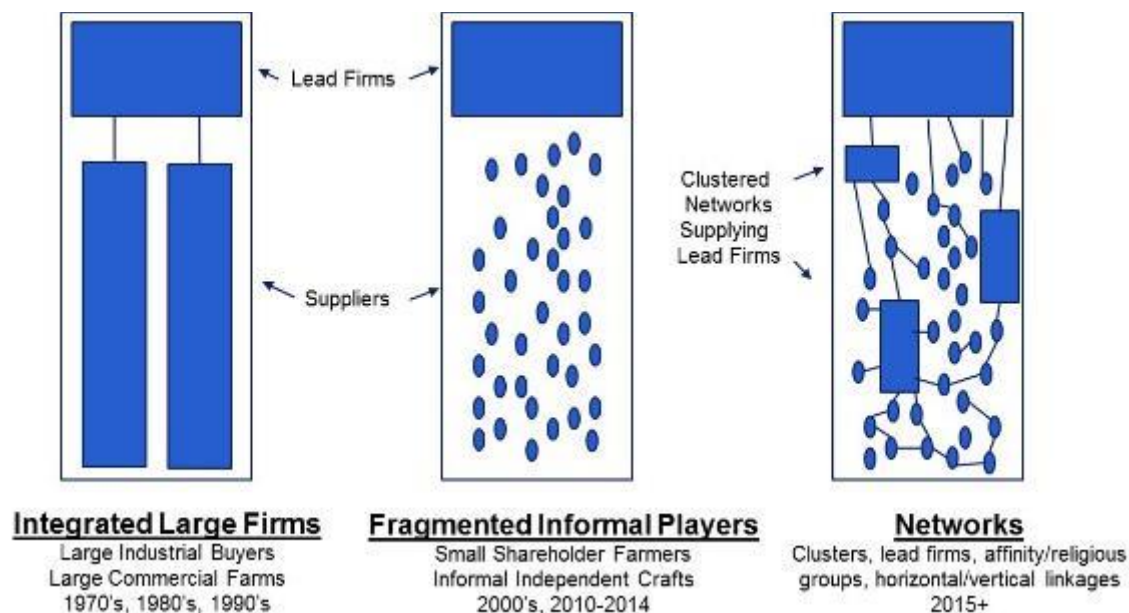 Lead Firms
Suppliers
Clustered
Networks
Supplying
Lead Firms
Integrated Large Firms
Large Industrial Buyers
Large Commercial Farms
1970's, 1980's, 1990's
Fragmented Informal Players
Small Shareholder Farmers
Informal Independent Crafts
2000's, 2010-2014
Networks
Clusters, lead firms, affinity/religious
groups, horizontal/vertical linkages
2015+